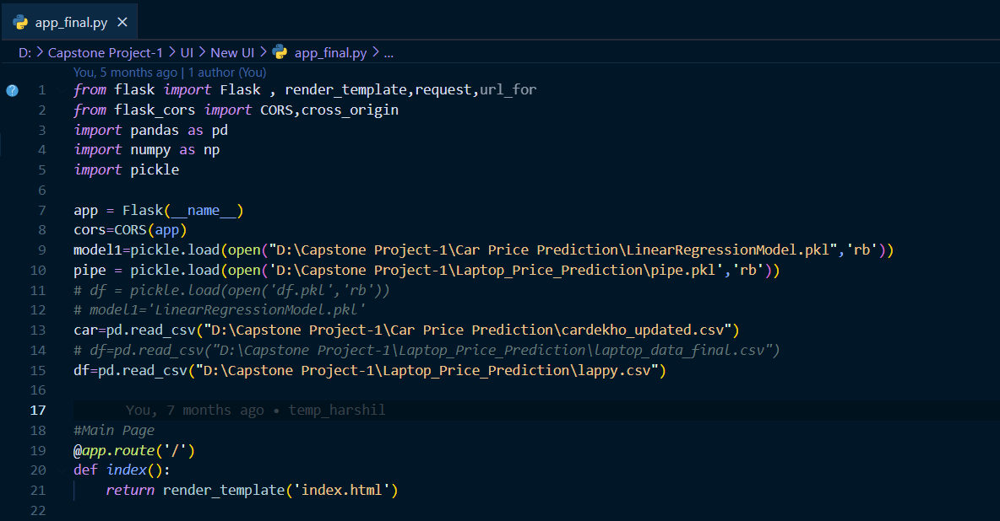 app_final.py ×
D: > Capstone Project-1 > UI > New UI > app_final.py > ...
You, 5 months ago | 1 author (You)
1 from flask import Flask , render_template,request,url_for
2 from flask_cors import CORS,cross_origin
3 import pandas as pd
4 import numpy as np
5 import pickle
6
7 app = Flask(__name__)
8 cors=CORS(app)
9 model1=pickle.load(open("D:\Capstone Project-1\Car Price Prediction\LinearRegressionModel.pkl",'rb'))
10 pipe = pickle.load(open('D:\Capstone Project-1\Laptop_Price_Prediction\pipe.pkl','rb'))
11 # df = pickle.load(open('df.pkl','rb'))
12 # model1='LinearRegressionModel.pkl'
13 car=pd.read_csv("D:\Capstone Project-1\Car Price Prediction\cardekho_updated.csv")
14 # df=pd.read_csv("D:\Capstone Project-1\Laptop_Price_Prediction\laptop_data_final.csv")
15 df=pd.read_csv("D:\Capstone Project-1\Laptop_Price_Prediction\lappy.csv")
16
17 You, 7 months ago • temp_harshil
18 #Main Page
19 @app.route('/')
20 def index():
21     return render_template('index.html')
22